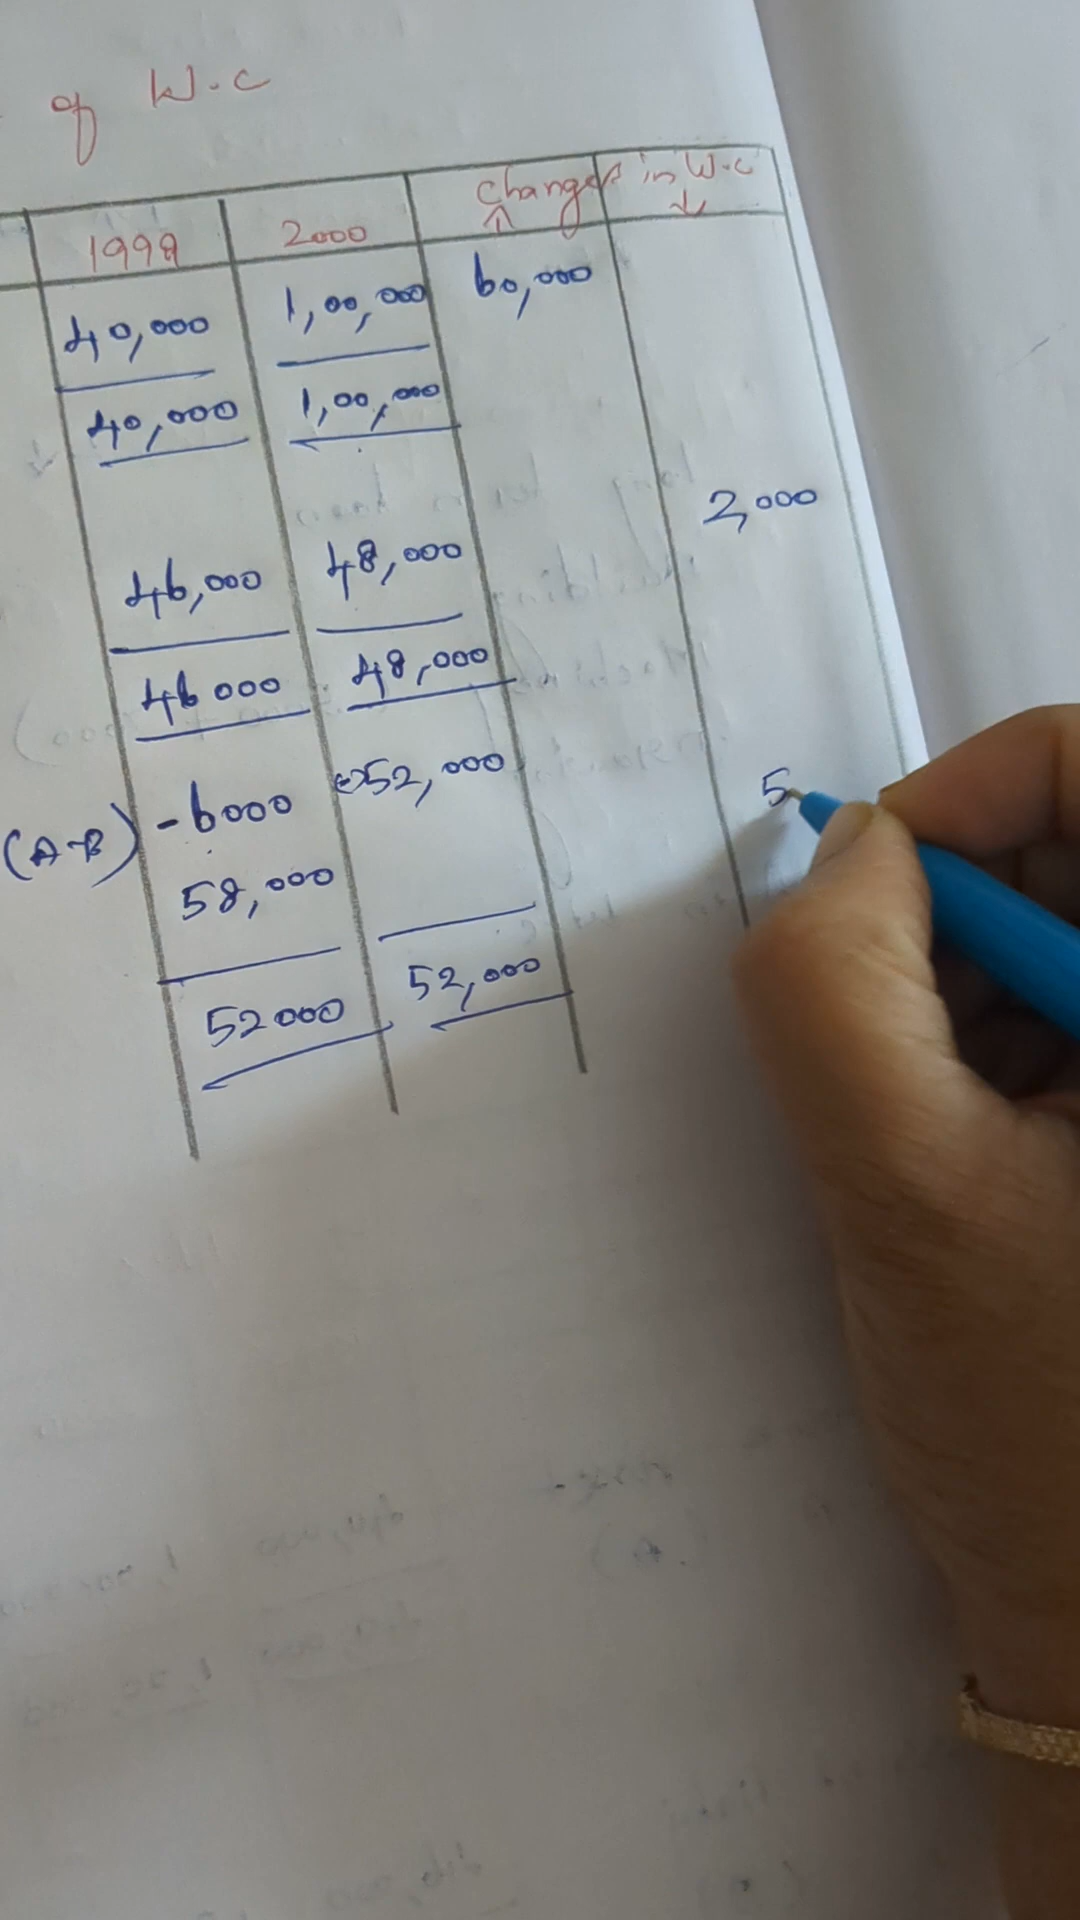 of W.C
1999 2000 Changes in W.C
↑ ↓
40,000 1,00,000 60,000
40,000 1,00,000
2,000
46,000 48,000
46000 48,000
(A-B) -6000 (-)52,000 5
58,000
52000 52,000